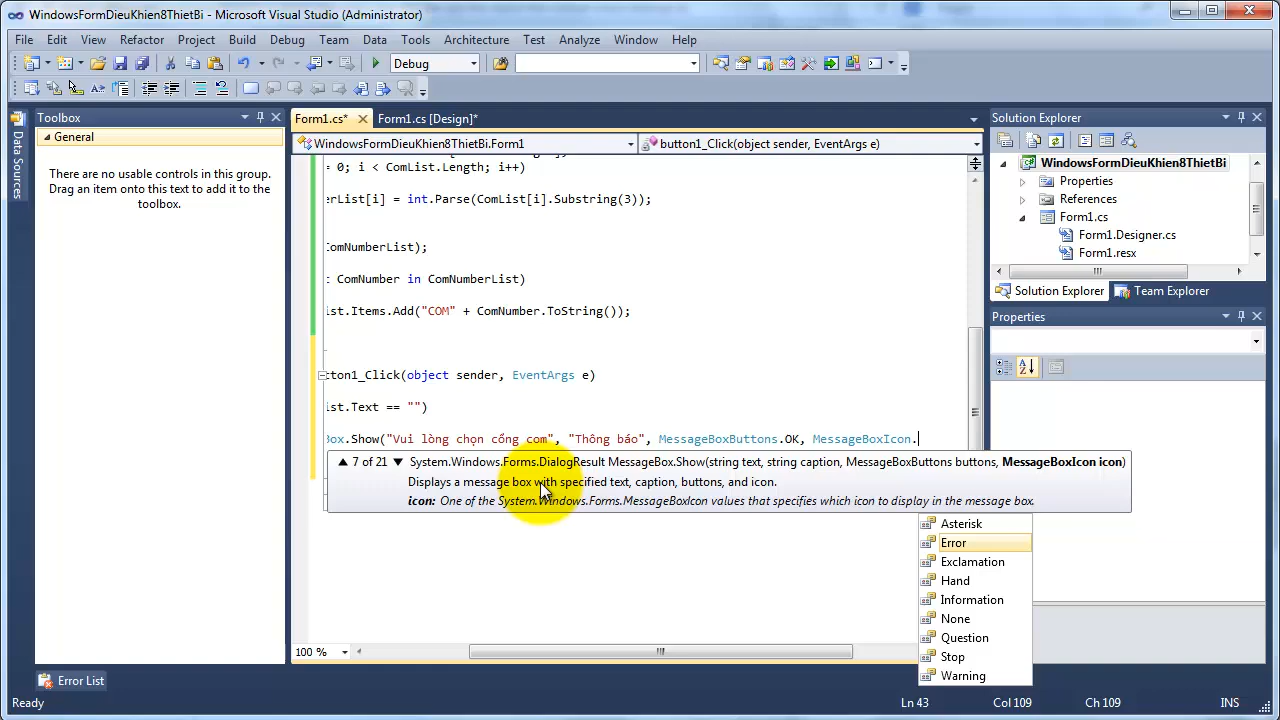 WindowsFormDieuKhien8ThietBi - Microsoft Visual Studio (Administrator)
File Edit View Refactor Project Build Debug Team Data Tools Architecture Test Analyze Window Help
Debug
Toolbox
General
There are no usable controls in this group.
Drag an item onto this text to add it to the
toolbox.
Data Sources
Form1.cs* Form1.cs [Design]*
WindowsFormDieuKhien8ThietBi.Form1 button1_Click(object sender, EventArgs e)
= 0; i < ComList.Length; i++)
erList[i] = int.Parse(ComList[i].Substring(3));
ComNumberList);
ComNumber in ComNumberList)
ist.Items.Add("COM" + ComNumber.ToString());
tton1_Click(object sender, EventArgs e)
ist.Text == "")
Box.Show("Vui lòng chọn cổng com", "Thông báo", MessageBoxButtons.OK, MessageBoxIcon.
7 of 21 System.Windows.Forms.DialogResult MessageBox.Show(string text, string caption, MessageBoxButtons buttons, MessageBoxIcon icon)
Displays a message box with specified text, caption, buttons, and icon.
icon: One of the System.Windows.Forms.MessageBoxIcon values that specifies which icon to display in the message box.
Asterisk
Error
Exclamation
Hand
Information
None
Question
Stop
Warning
100 %
Solution Explorer
WindowsFormDieuKhien8ThietBi
Properties
References
Form1.cs
Form1.Designer.cs
Form1.resx
Solution Explorer Team Explorer
Properties
Error List
Ready Ln 43 Col 109 Ch 109 INS